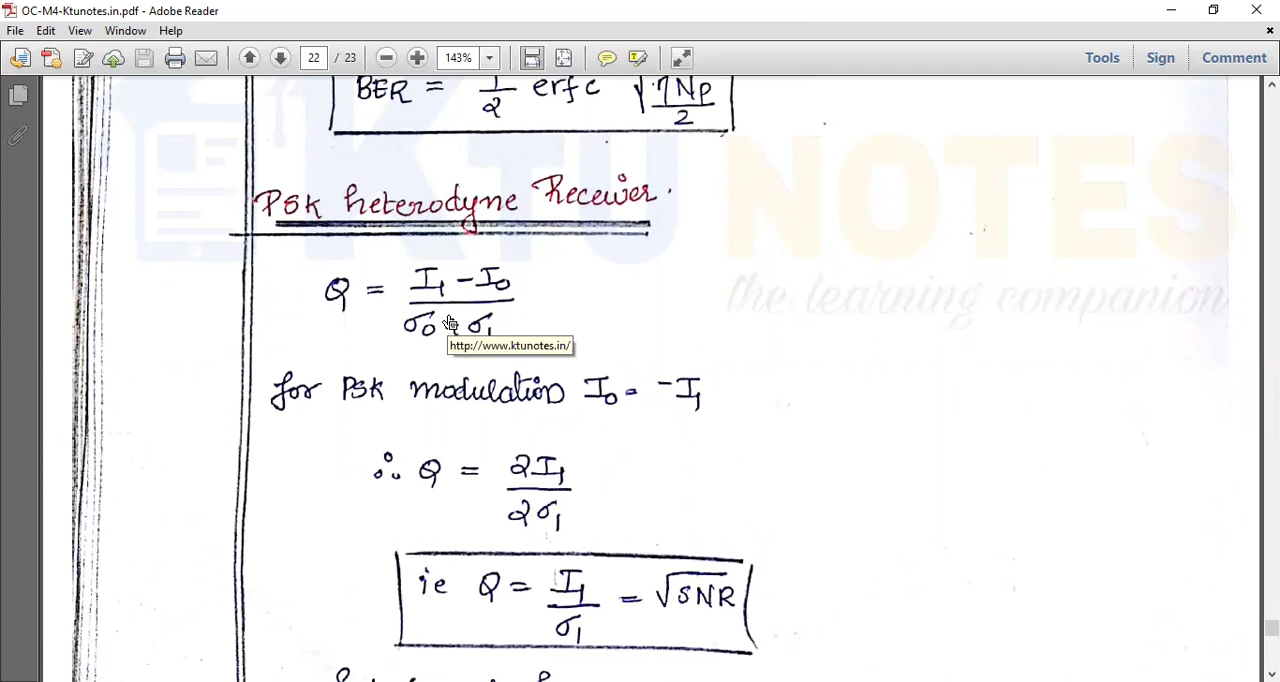 OC-M4-Ktunotes.in.pdf - Adobe Reader
File Edit View Window Help
22 / 23 143% Tools Sign Comment
BER = 1/2 erfc √(ηNp/2)
KTU NOTES
the learning companion.
PSK heterodyne Receiver.
Q = (I1 - I0)/(σ0 + σ1)
http://www.ktunotes.in/
for PSK modulation I0 = -I1
∴ Q = 2I1/2σ1
ie Q = I1/σ1 = √SNR